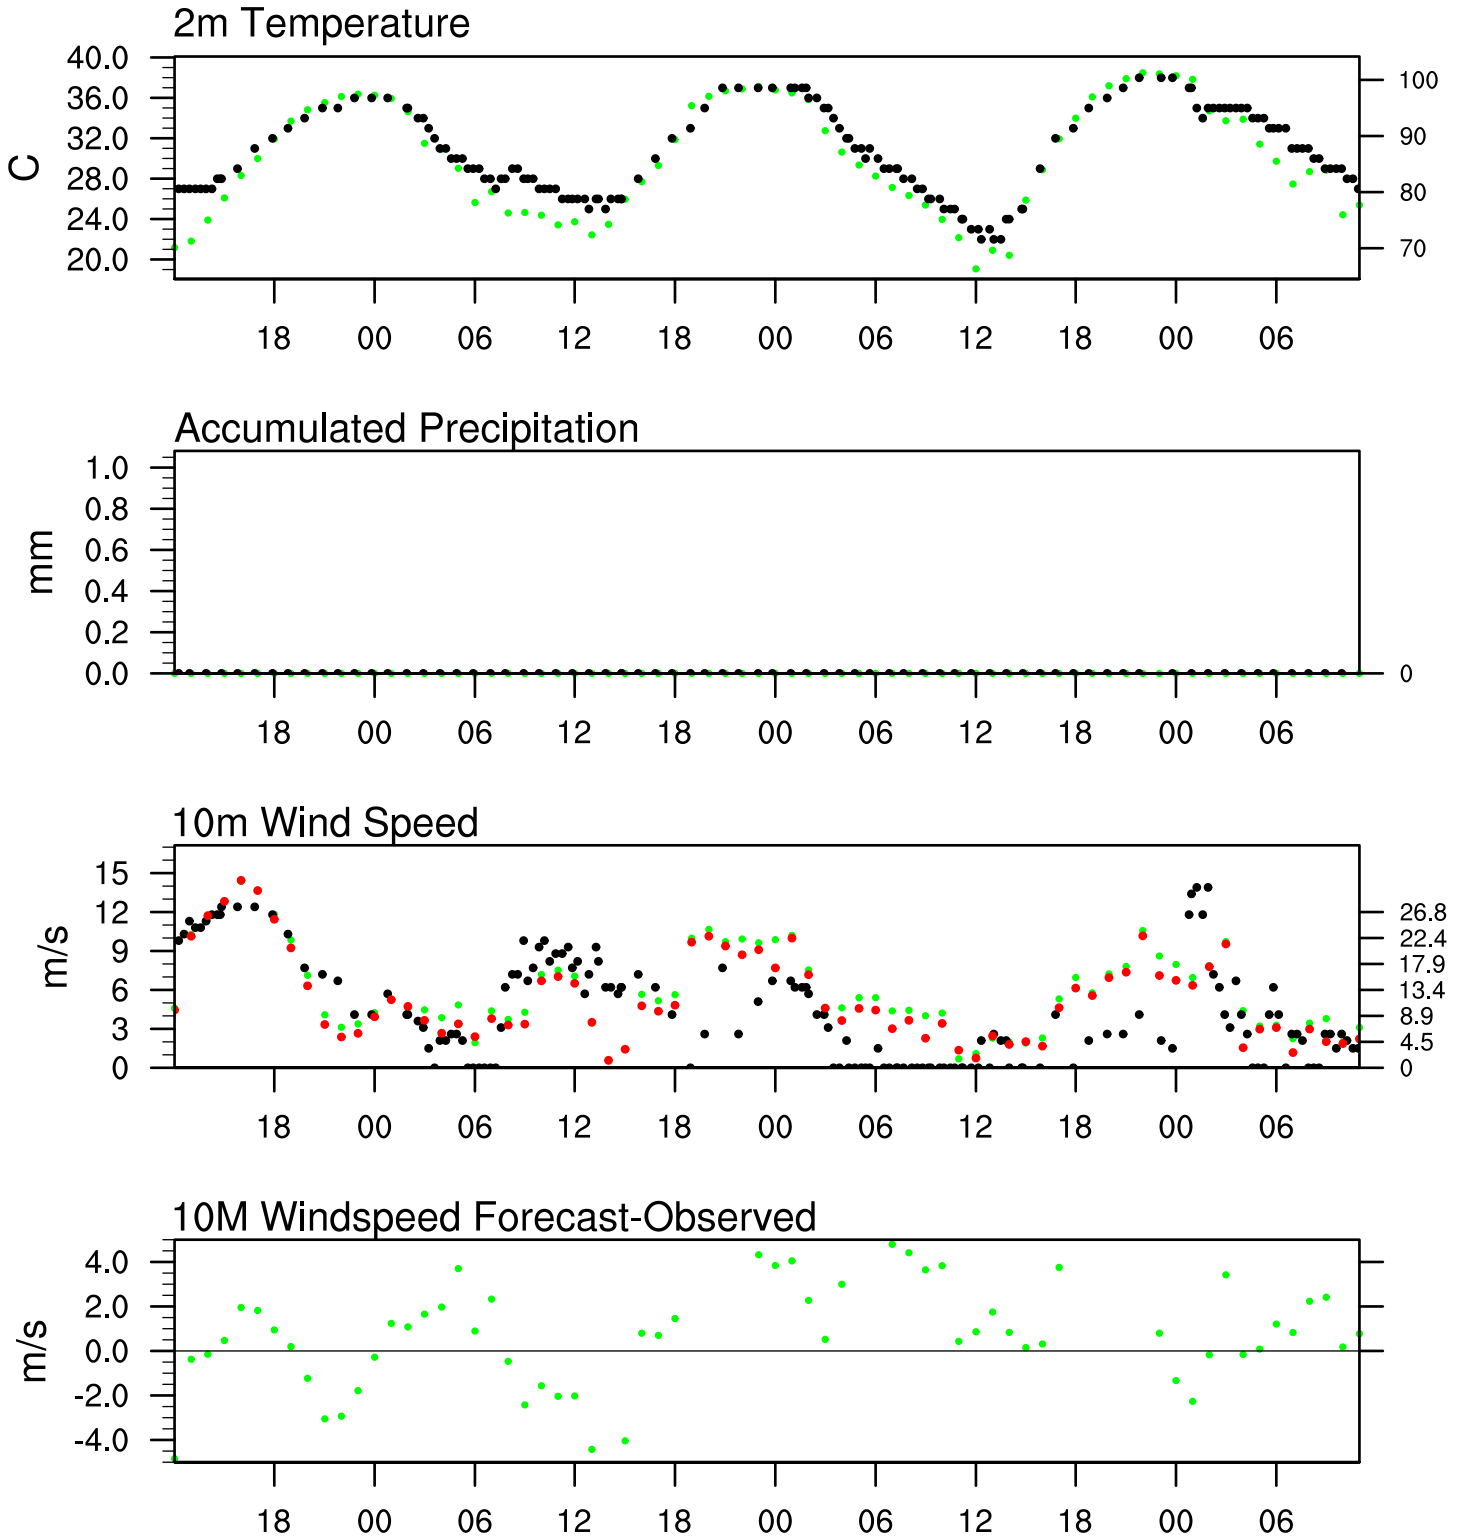 2m Temperature
40.0
36.0
32.0
28.0
24.0
20.0
C
100
90
80
70
18 00 06 12 18 00 06 12 18 00 06
Accumulated Precipitation
1.0
0.8
0.6
0.4
0.2
0.0
mm
0
18 00 06 12 18 00 06 12 18 00 06
10m Wind Speed
15
12
9
6
3
0
m/s
26.8
22.4
17.9
13.4
8.9
4.5
0
18 00 06 12 18 00 06 12 18 00 06
10M Windspeed Forecast-Observed
4.0
2.0
0.0
-2.0
-4.0
m/s
18 00 06 12 18 00 06 12 18 00 06